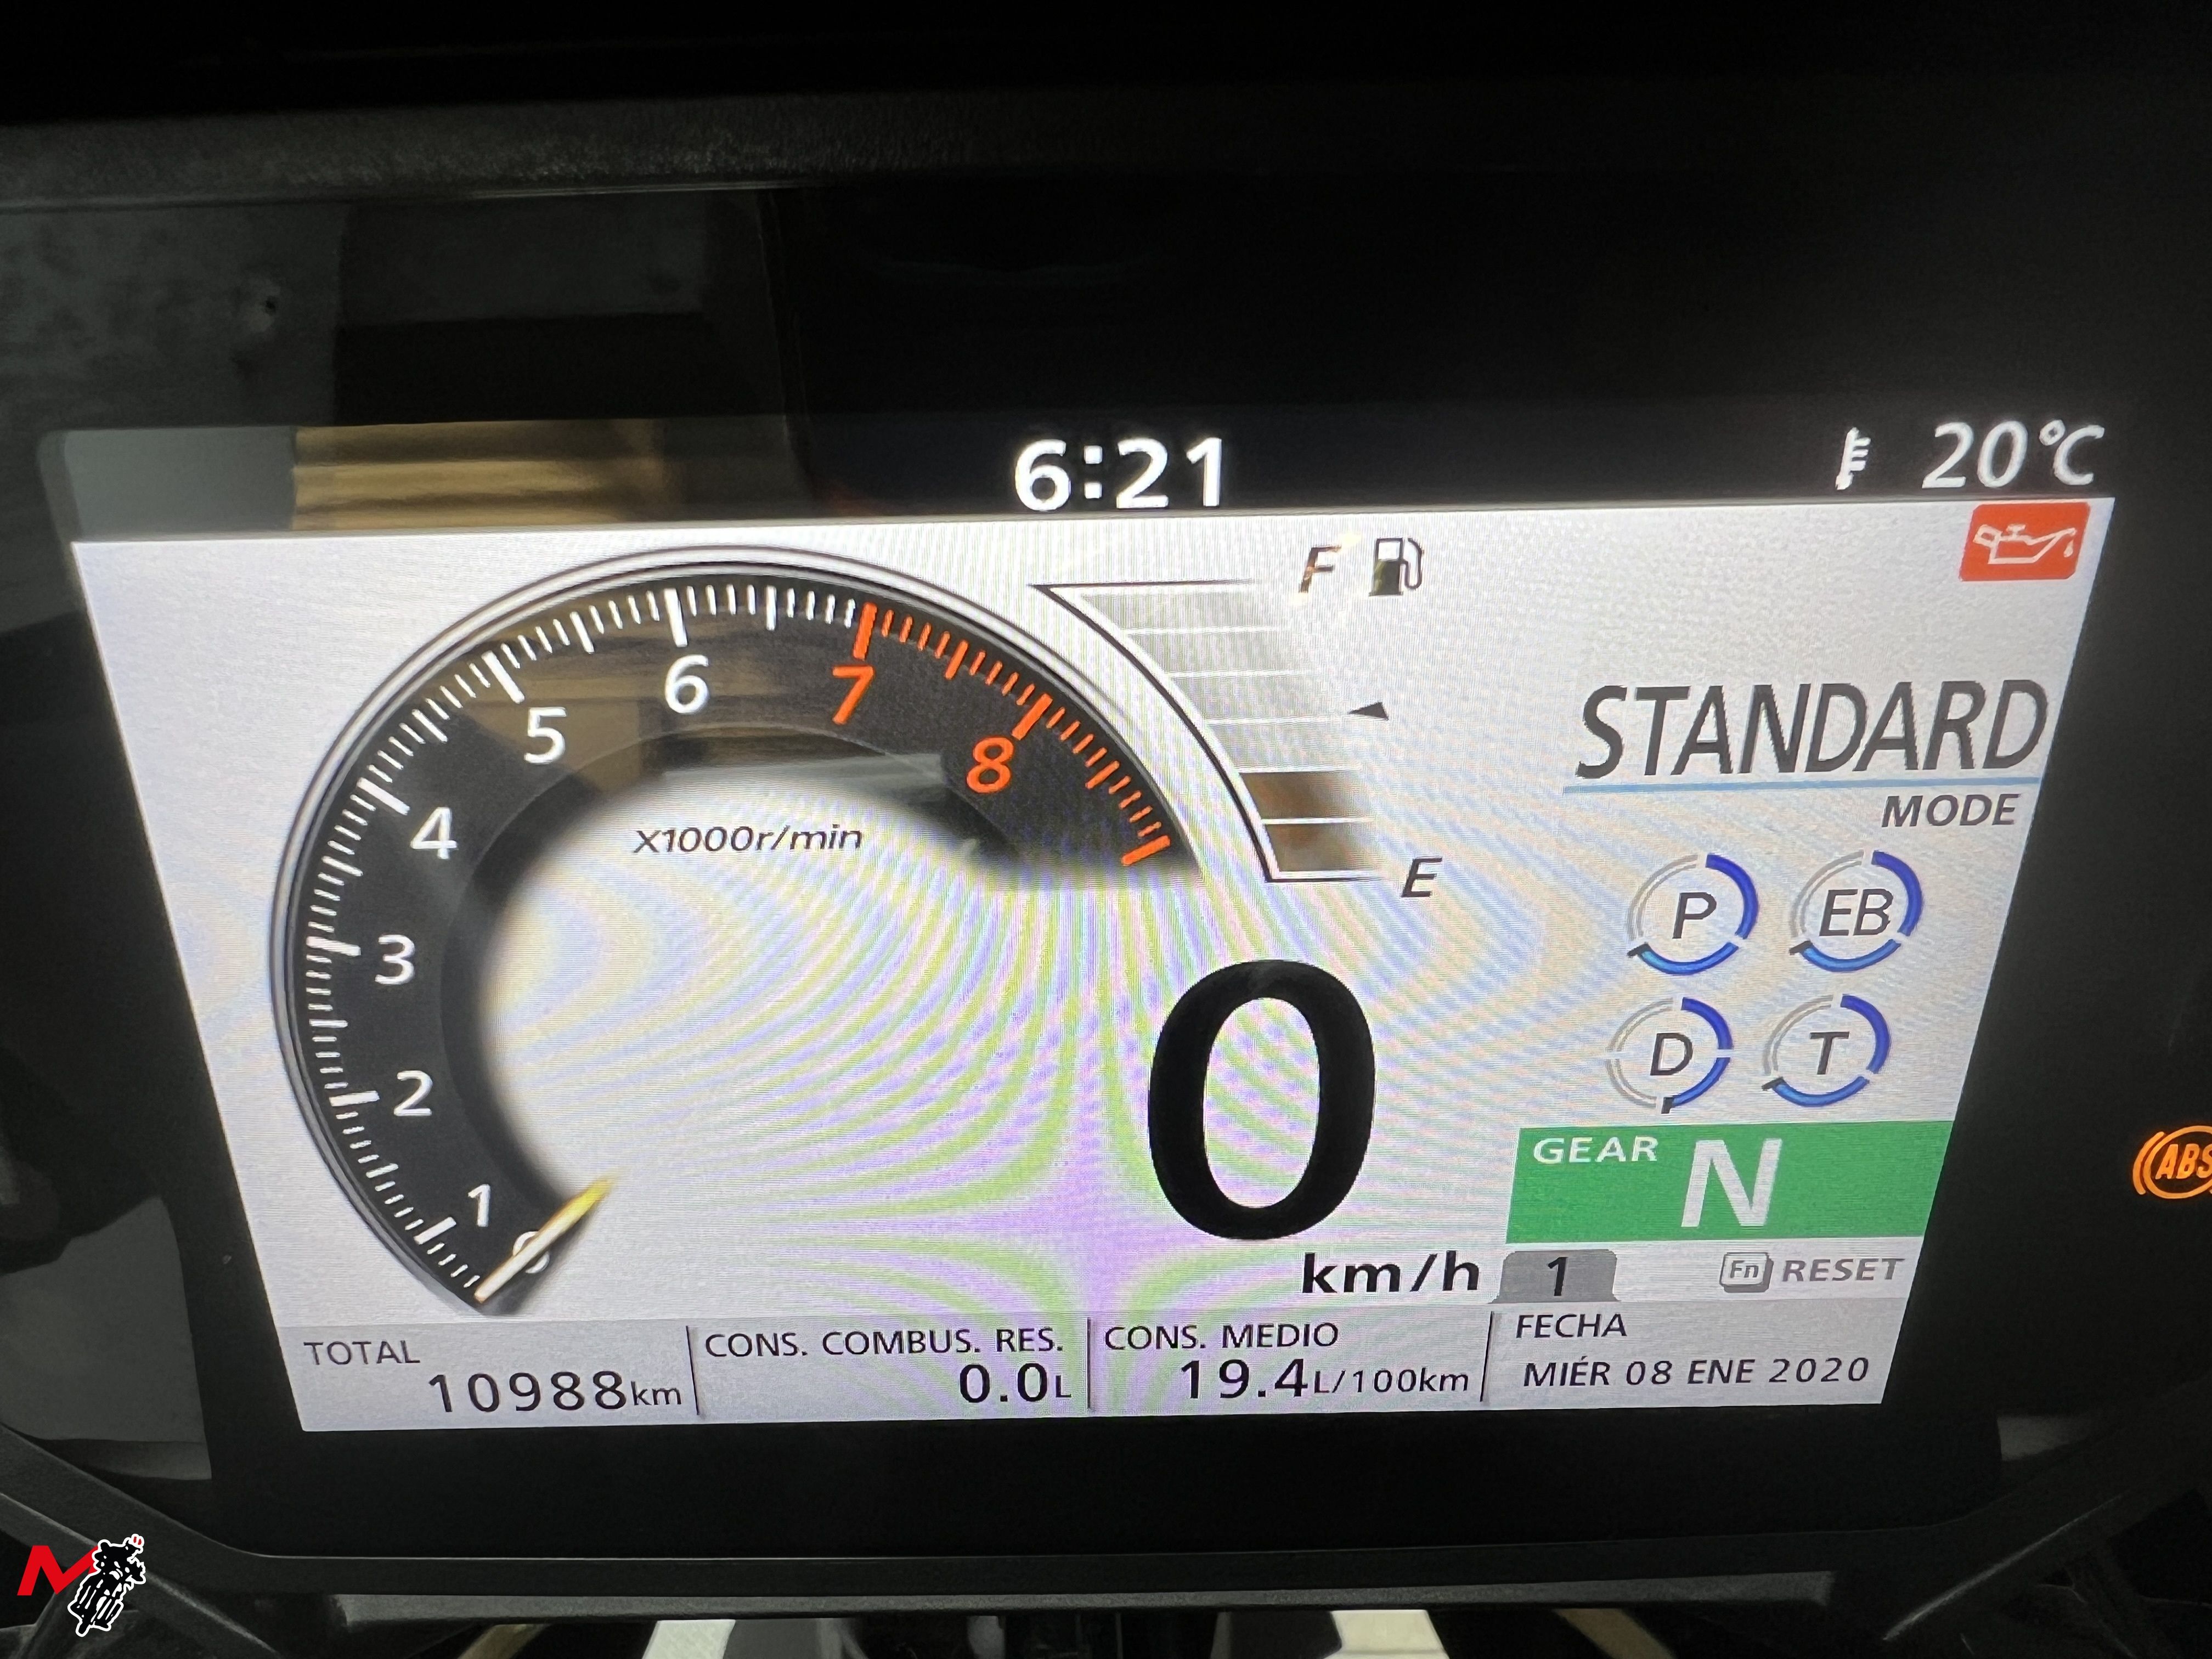 6:21
20°C
F
STANDARD
MODE
E
8
7
6
5
4
3
2
1
0
x1000r/min
P
EB
D
T
0
km/h
GEAR N
1
Fn RESET
ABS
TOTAL
10988km
CONS. COMBUS. RES.
0.0L
CONS. MEDIO
19.4L/100km
FECHA
MIÉR 08 ENE 2020
M